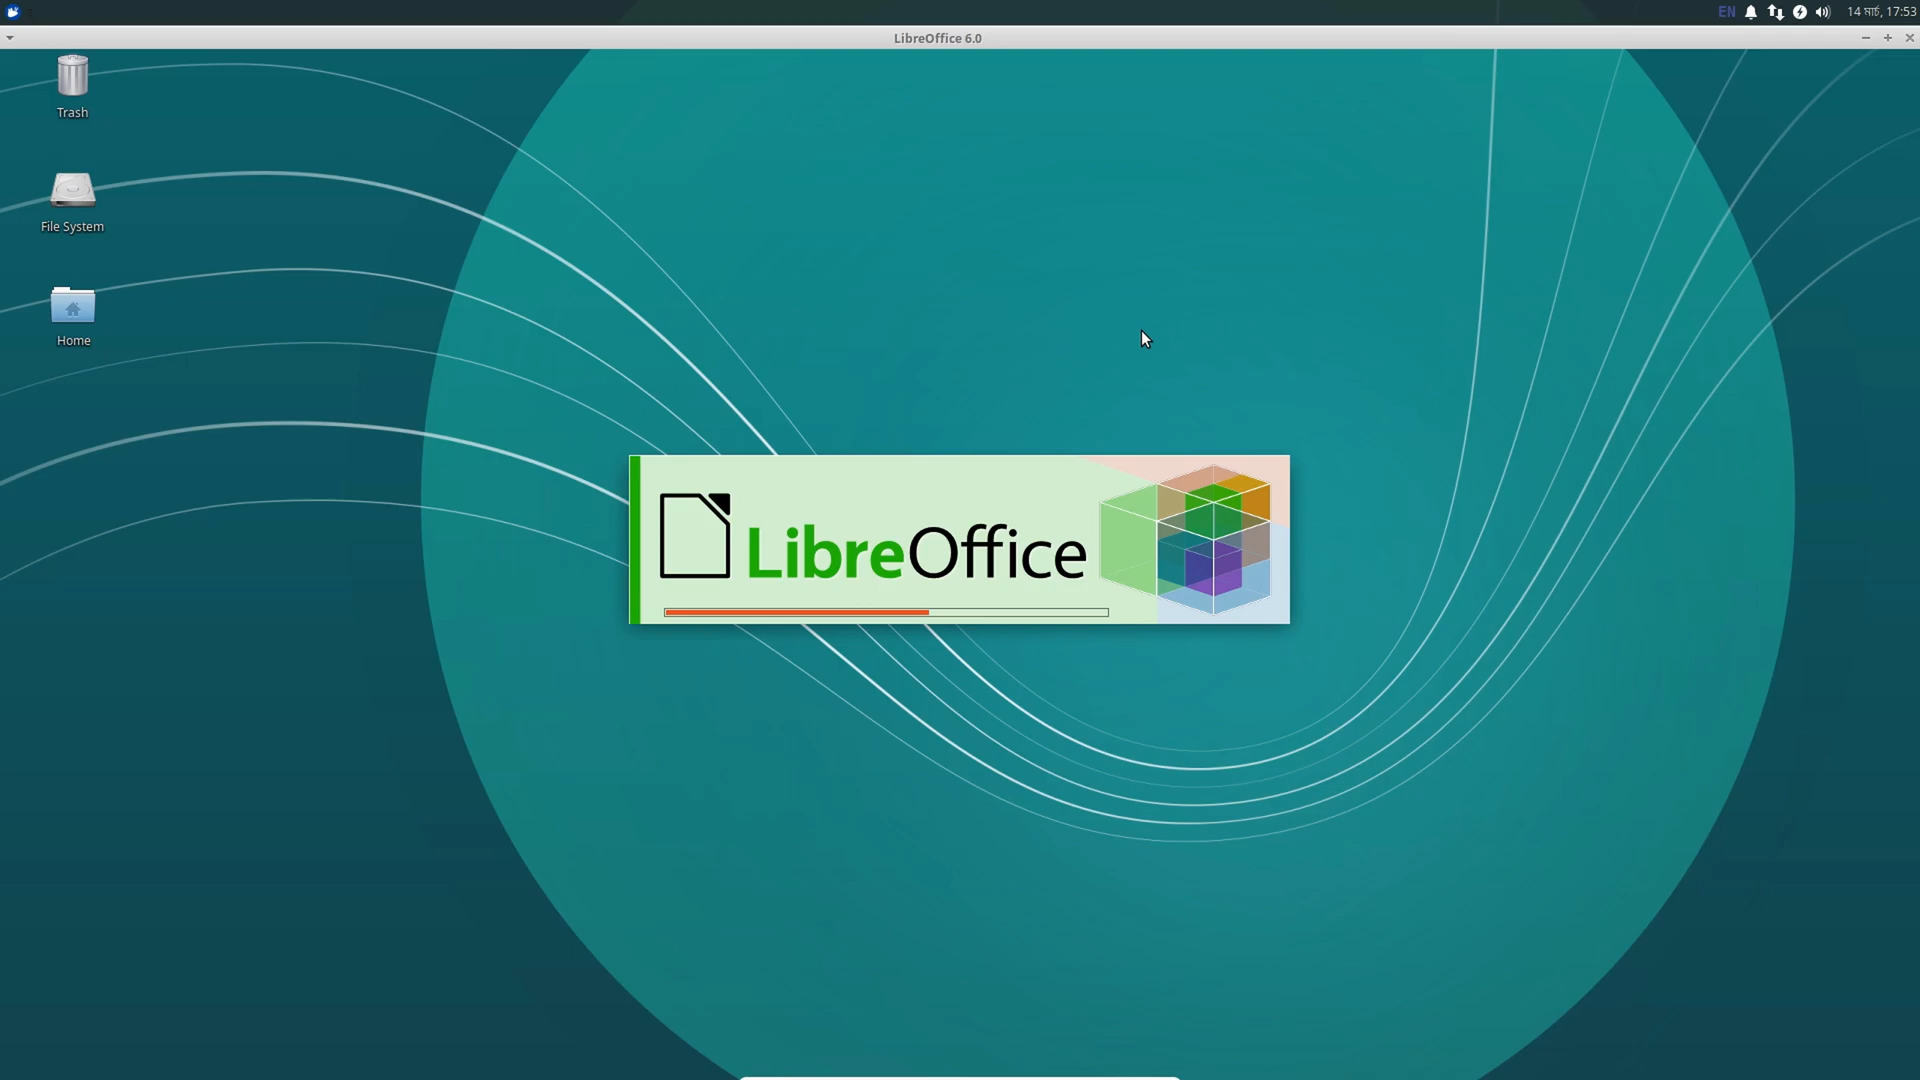 EN
14 মার্চ, 17:53
LibreOffice 6.0
Trash
File System
Home
LibreOffice